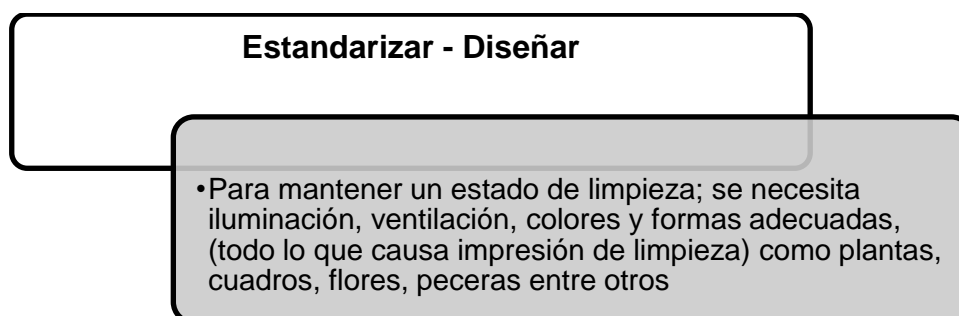 Estandarizar - Diseñar
•Para mantener un estado de limpieza; se necesita
iluminación, ventilación, colores y formas adecuadas,
(todo lo que causa impresión de limpieza) como plantas,
cuadros, flores, peceras entre otros